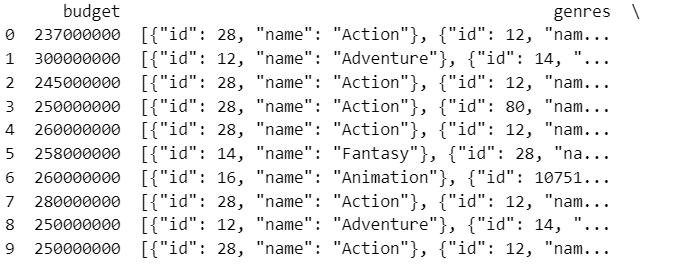 budget                                             genres  \
0  237000000  [{"id": 28, "name": "Action"}, {"id": 12, "nam...
1  300000000  [{"id": 12, "name": "Adventure"}, {"id": 14, "...
2  245000000  [{"id": 28, "name": "Action"}, {"id": 12, "nam...
3  250000000  [{"id": 28, "name": "Action"}, {"id": 80, "nam...
4  260000000  [{"id": 28, "name": "Action"}, {"id": 12, "nam...
5  258000000  [{"id": 14, "name": "Fantasy"}, {"id": 28, "na...
6  260000000  [{"id": 16, "name": "Animation"}, {"id": 10751...
7  280000000  [{"id": 28, "name": "Action"}, {"id": 12, "nam...
8  250000000  [{"id": 12, "name": "Adventure"}, {"id": 14, "...
9  250000000  [{"id": 28, "name": "Action"}, {"id": 12, "nam...